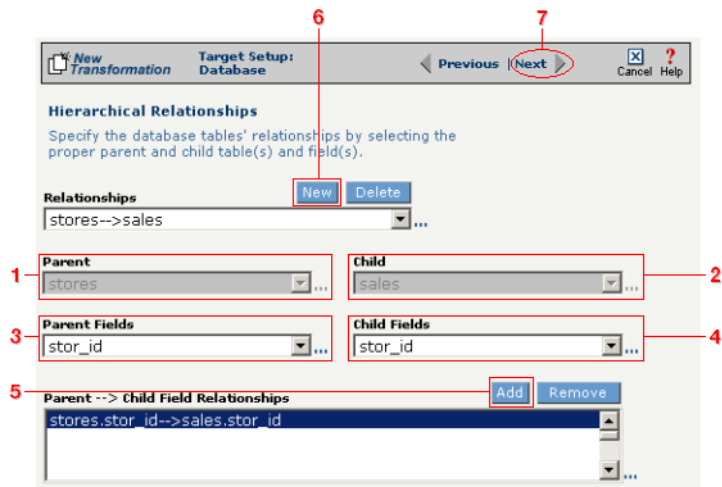 6
7
New Transformation
Target Setup: Database
Previous | Next
Cancel Help
Hierarchical Relationships
Specify the database tables' relationships by selecting the
proper parent and child table(s) and field(s).
Relationships
New Delete
stores-->sales
...
1
Parent
stores
...
Child
sales
...
2
3
Parent Fields
stor_id
...
Child Fields
stor_id
...
4
5
Parent --> Child Field Relationships
Add Remove
stores.stor_id-->sales.stor_id
...